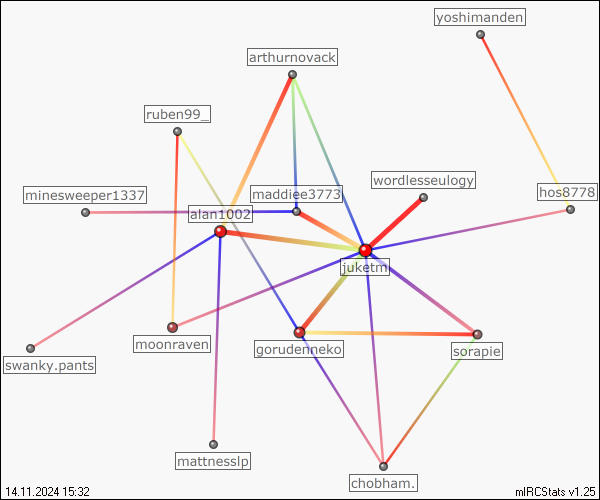 yoshimanden
arthurnovack
ruben99_
wordlesseulogy
minesweeper1337
maddiee3773
hos8778
alan1002
juketm
moonraven
gorudenneko
sorapie
swanky.pants
mattnesslp
chobham.
14.11.2024 15:32
mIRCStats v1.25